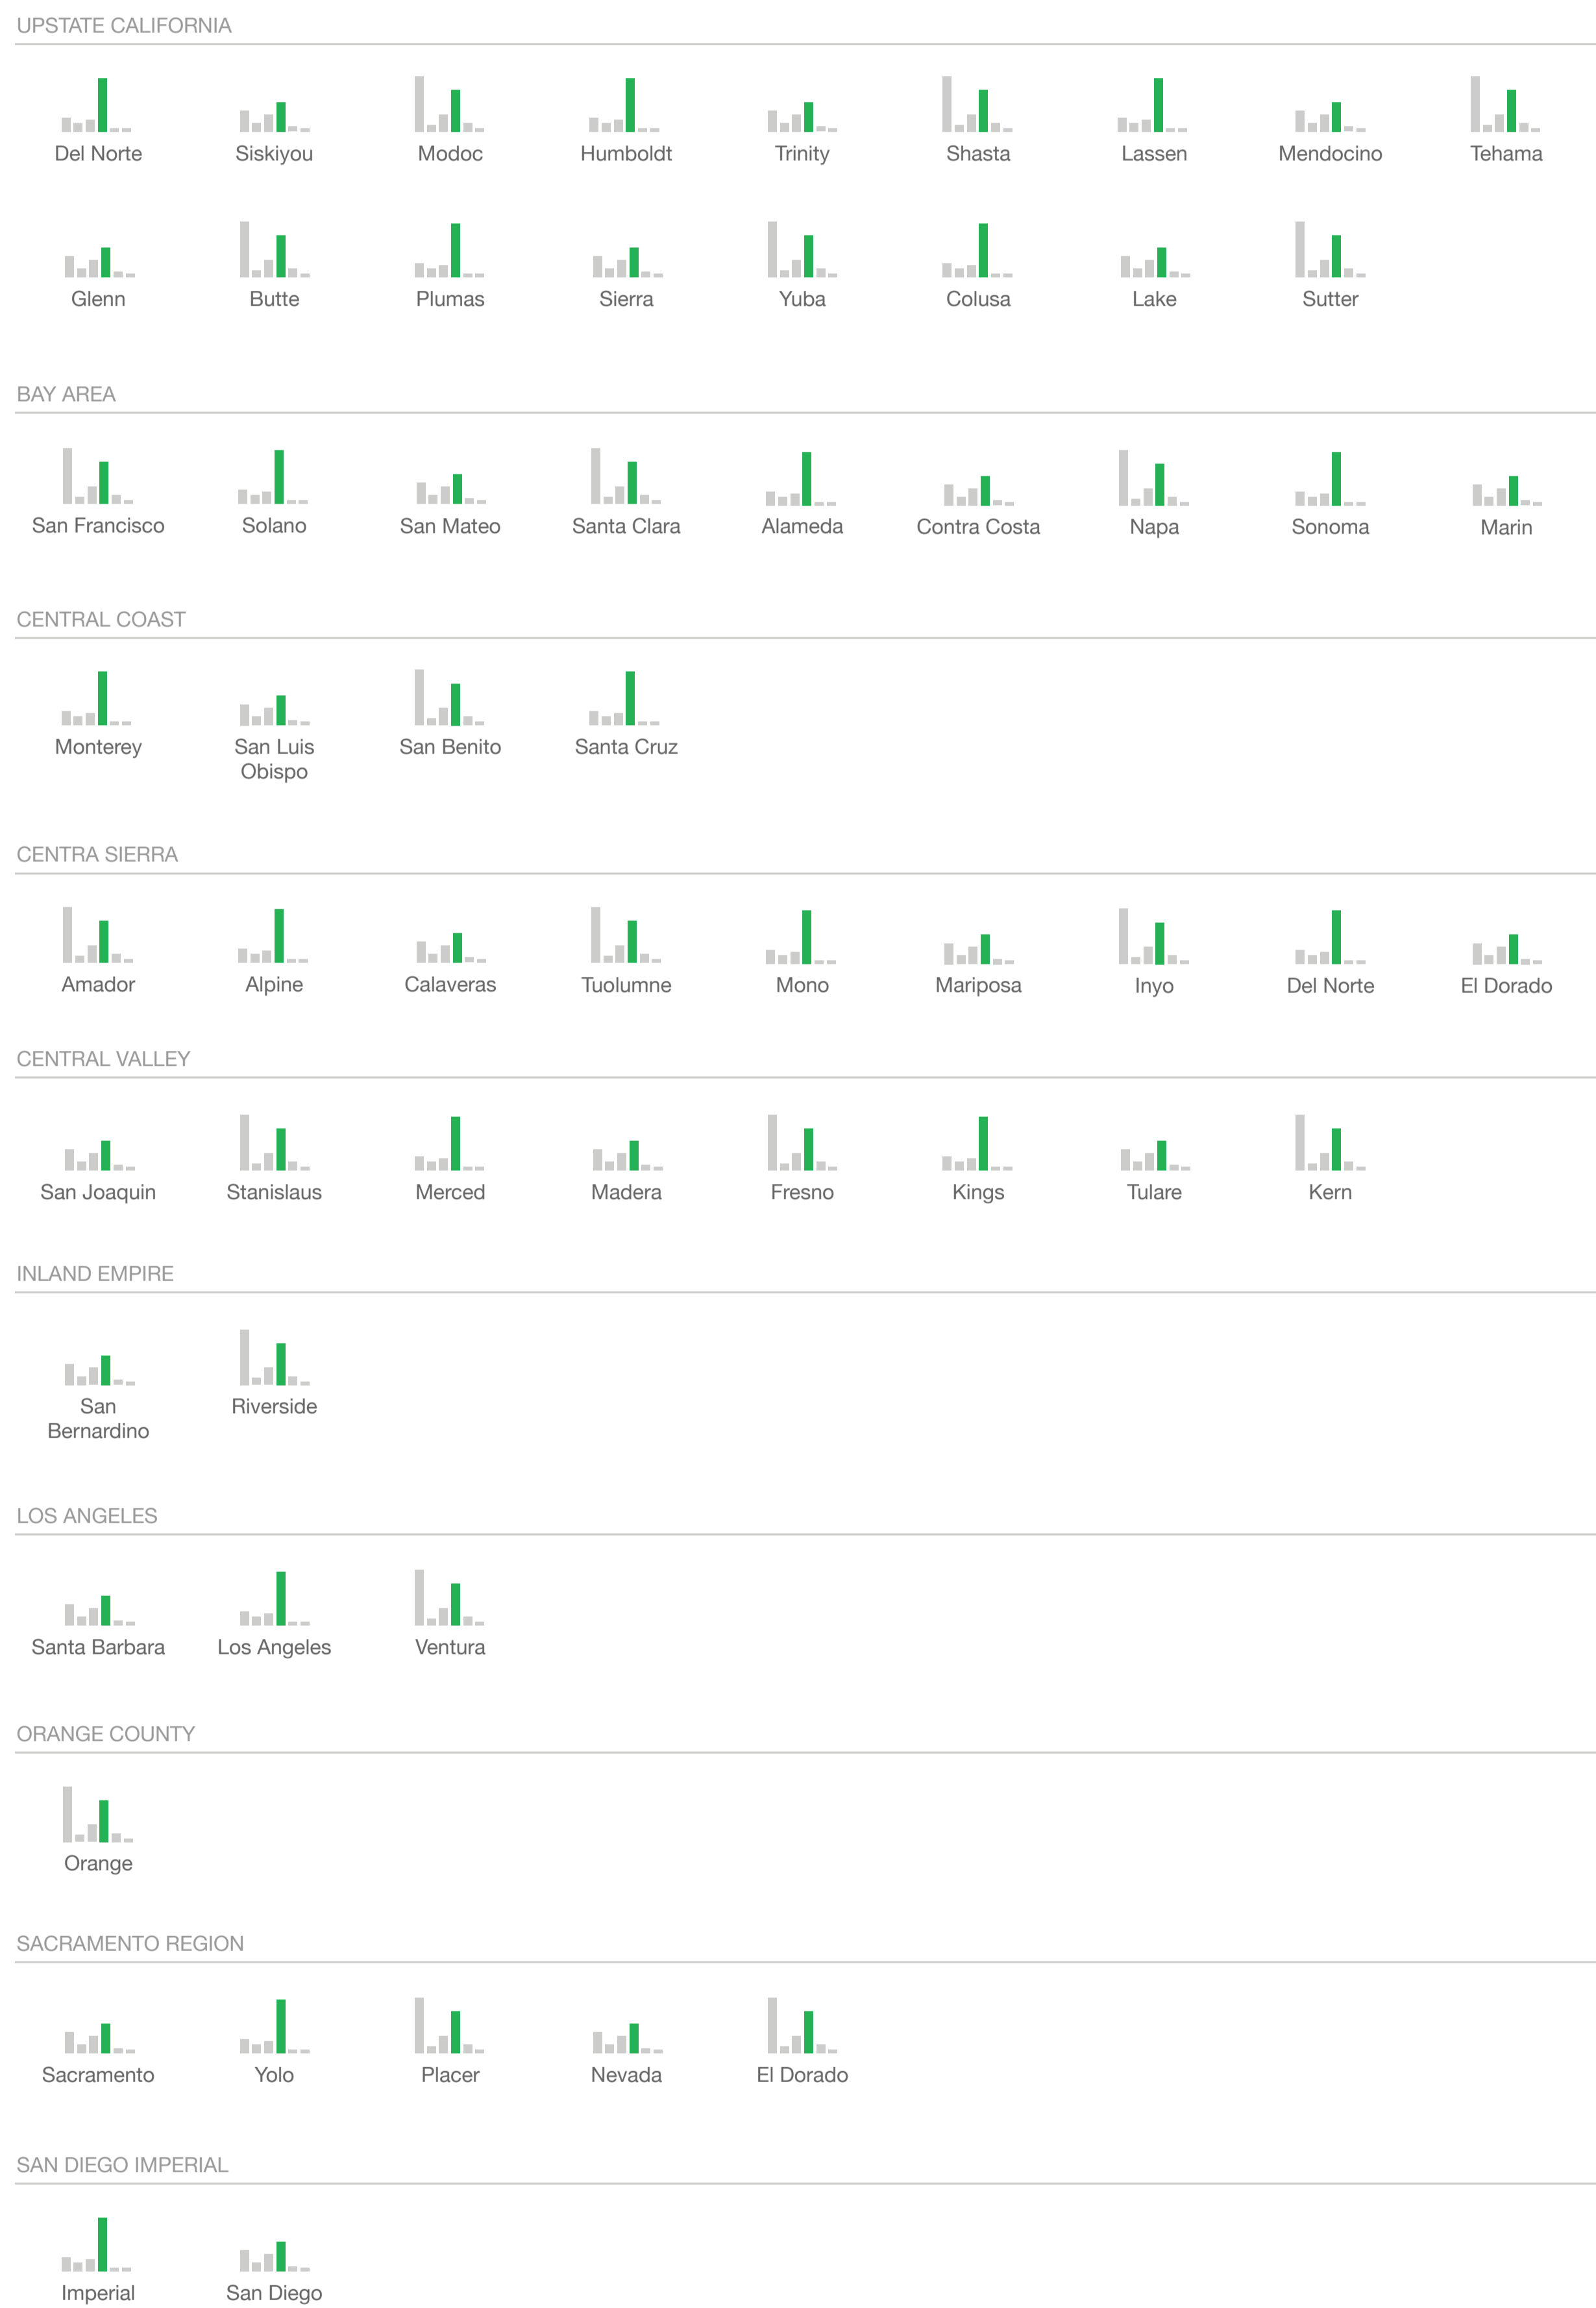 UPSTATE CALIFORNIA
Del Norte Siskiyou Modoc Humboldt Trinity Shasta Lassen Mendocino Tehama
Glenn Butte Plumas Sierra Yuba Colusa Lake Sutter
BAY AREA
San Francisco Solano San Mateo Santa Clara Alameda Contra Costa Napa Sonoma Marin
CENTRAL COAST
Monterey San Luis San Benito Santa Cruz
Obispo
CENTRA SIERRA
Amador Alpine Calaveras Tuolumne Mono Mariposa Inyo Del Norte El Dorado
CENTRAL VALLEY
San Joaquin Stanislaus Merced Madera Fresno Kings Tulare Kern
INLAND EMPIRE
San Riverside
Bernardino
LOS ANGELES
Santa Barbara Los Angeles Ventura
ORANGE COUNTY
Orange
SACRAMENTO REGION
Sacramento Yolo Placer Nevada El Dorado
SAN DIEGO IMPERIAL
Imperial San Diego